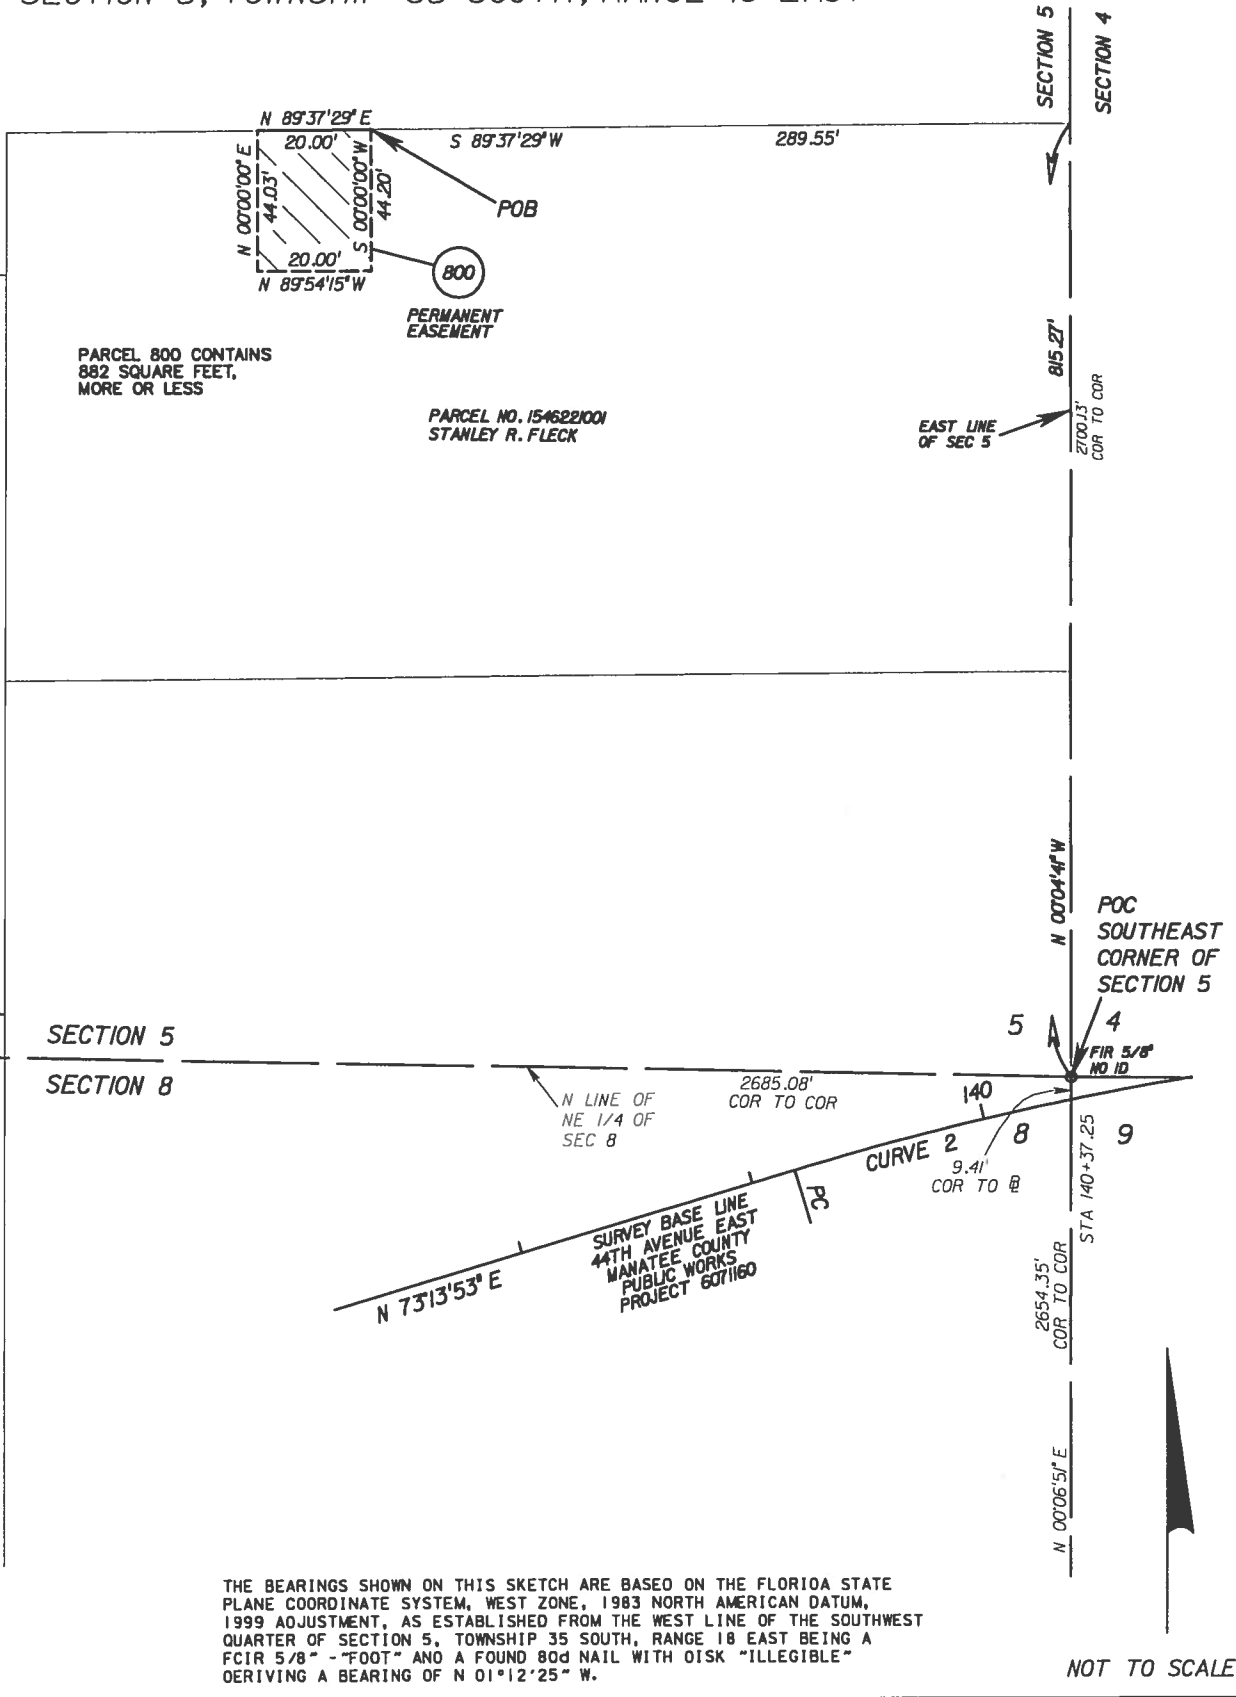 SECTION 5
SECTION 4
N 89°37'29" E
20.00'
S 89°37'29" W
289.55'
N 00°00'00" E
44.03'
S 00°00'00" W
44.20'
POB
20.00'
N 89°54'15" W
800
PERMANENT
EASEMENT
PARCEL 800 CONTAINS
882 SQUARE FEET,
MORE OR LESS
815.27'
2700.13'
COR TO COR
PARCEL NO. 1546221001
STANLEY R. FLECK
EAST LINE
OF SEC 5
N 00°04'41" W
POC
SOUTHEAST
CORNER OF
SECTION 5
5
4
FIR 5/8"
NO ID
SECTION 5
SECTION 8
N LINE OF
NE 1/4 OF
SEC 8
2685.08'
COR TO COR
140
CURVE 2
8
9
9.41'
COR TO ℄
STA 140+37.25
PC
SURVEY BASE LINE
44TH AVENUE EAST
MANATEE COUNTY
PUBLIC WORKS
PROJECT 6071160
N 73°13'53" E
2654.35'
COR TO COR
N 00°06'51" E
THE BEARINGS SHOWN ON THIS SKETCH ARE BASEO ON THE FLORIOA STATE
PLANE COORDINATE SYSTEM, WEST ZONE, 1983 NORTH AMERICAN DATUM,
1999 AOJUSTMENT, AS ESTABLISHED FROM THE WEST LINE OF THE SOUTHWEST
QUARTER OF SECTION 5, TOWNSHIP 35 SOUTH, RANGE 18 EAST BEING A
FCIR 5/8" -"FOOT" ANO A FOUND 80d NAIL WITH OISK "ILLEGIBLE"
OERIVING A BEARING OF N 01°12'25" W.
NOT TO SCALE